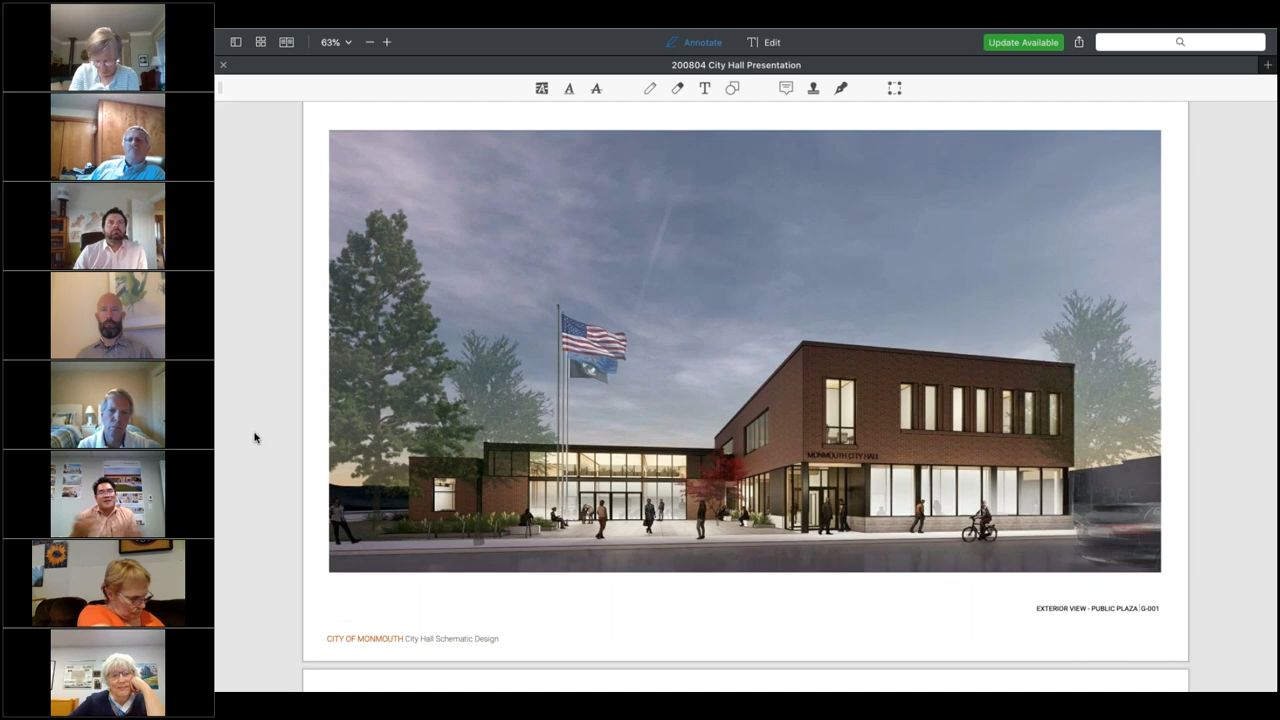 63%
Annotate
Edit
Update Available
200804 City Hall Presentation
MONMOUTH CITY HALL
EXTERIOR VIEW - PUBLIC PLAZA | G-001
CITY OF MONMOUTH City Hall Schematic Design